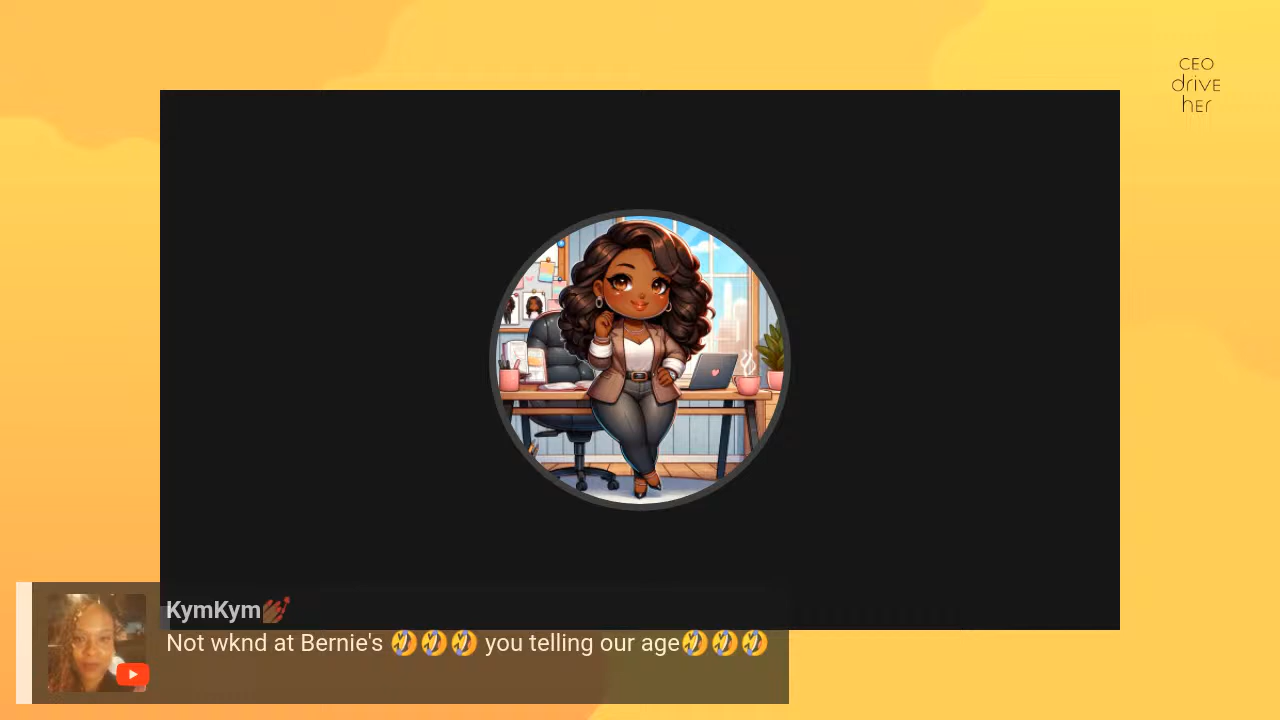 CEO
drive
her
KymKym💅🏾
Not wknd at Bernie's 🤣🤣🤣 you telling our age🤣🤣🤣